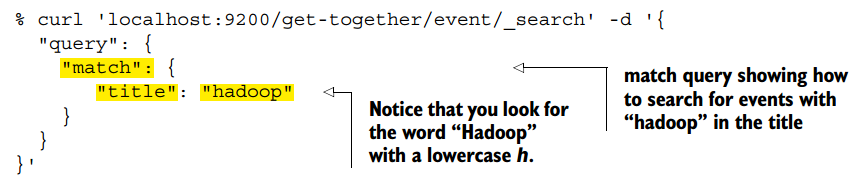 % curl 'localhost:9200/get-together/event/_search' -d '{
"query": {
"match": {
"title": "hadoop"
}
}
}'
Notice that you look for
the word “Hadoop”
with a lowercase h.
match query showing how
to search for events with
“hadoop” in the title